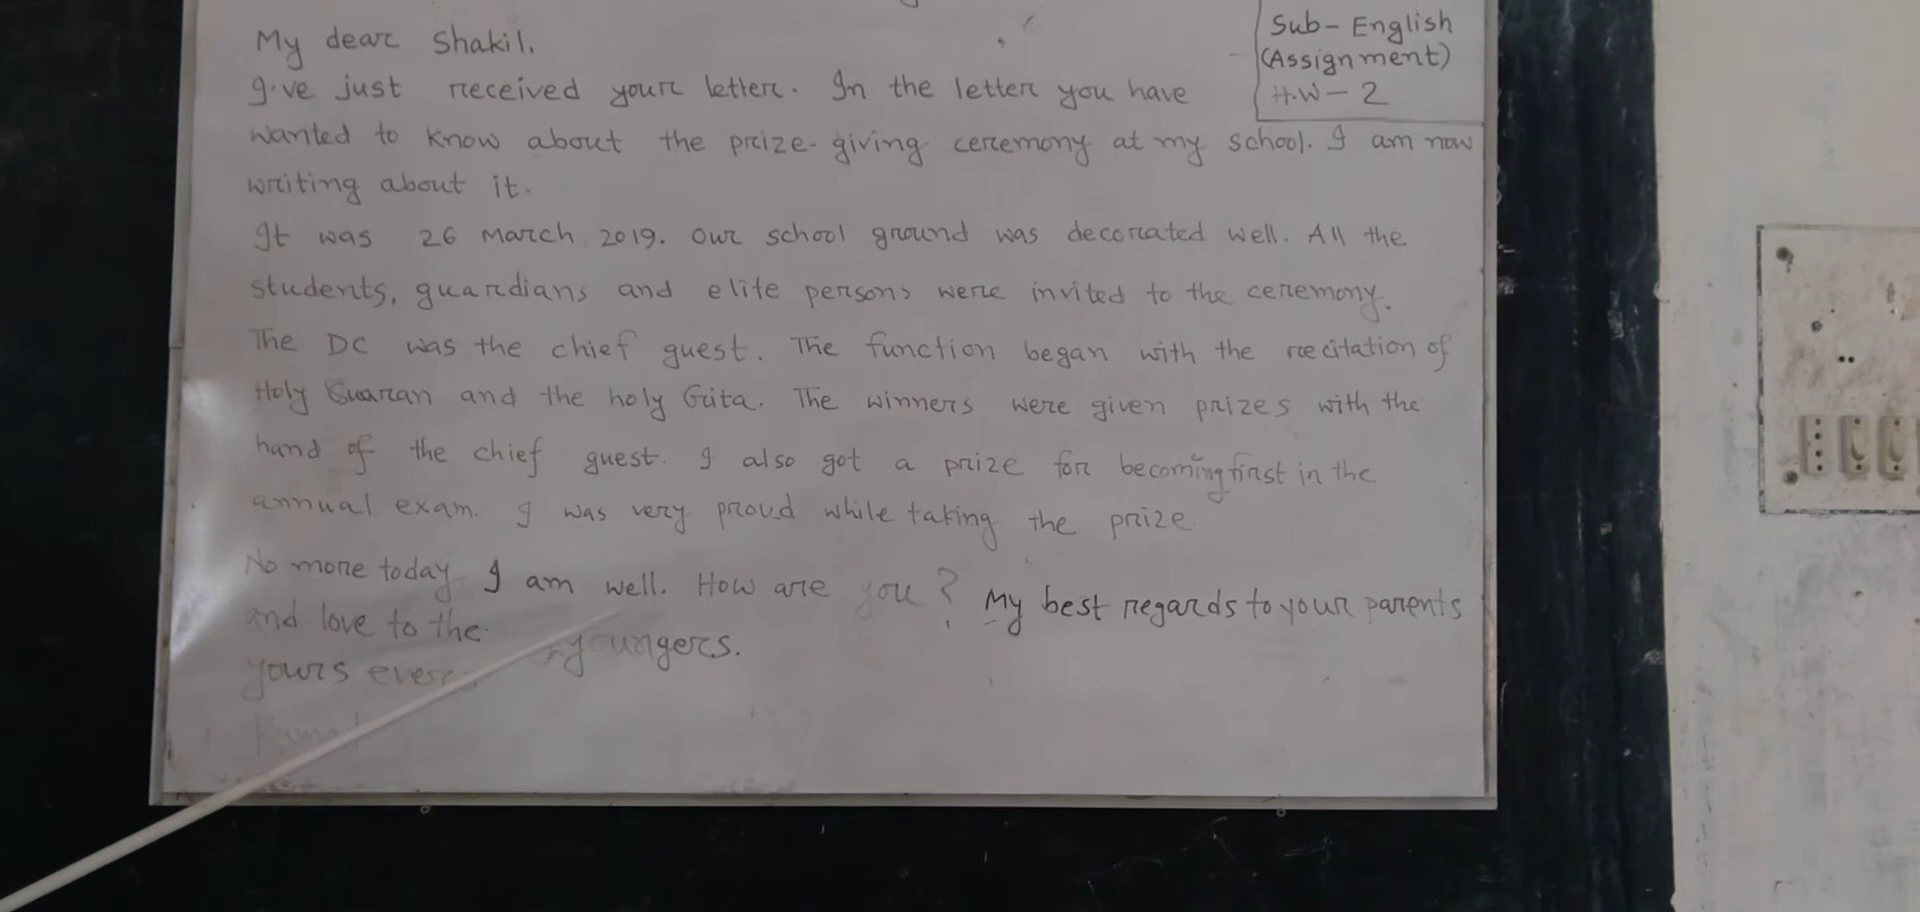 My dear Shakil.
Sub- English
(Assignment)
H.W- 2
I've just received your letter. In the letter you have
wanted to know about the prize-giving ceremony at my school. I am now
writing about it.
It was 26 March 2019. Our school ground was decorated well. All the
students, guardians and elite persons were invited to the ceremony.
The DC was the chief guest. The function began with the recitation of
Holy Quaran and the holy Gita. The winners were given prizes with the
hand of the chief guest. I also got a prize for becoming first in the
annual exam. I was very proud while taking the prize.
No more today I am well. How are you? My best regards to your parents
and love to the youngers.
yours ever
Kamal